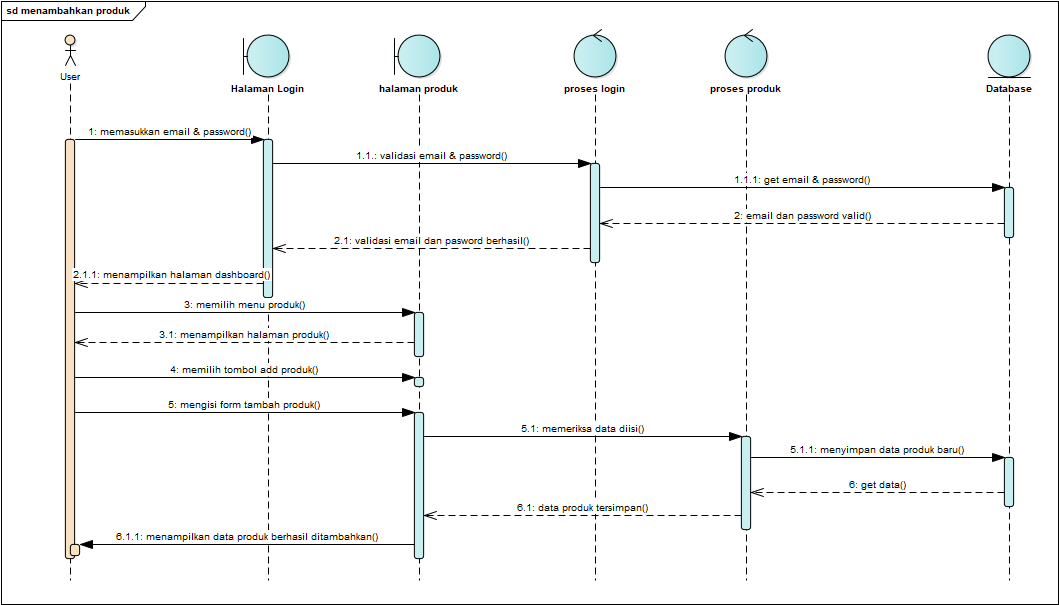 sd menambahkan produk
User
Halaman Login
halaman produk
proses login
proses produk
Database
1: memasukkan email & password()
1.1.: validasi email & password()
1.1.1: get email & password()
2: email dan password valid()
2.1: validasi email dan pasword berhasil()
2.1.1: menampilkan halaman dashboard()
3: memilih menu produk()
3.1: menampilkan halaman produk()
4: memilih tombol add produk()
5: mengisi form tambah produk()
5.1: memeriksa data diisi()
5.1.1: menyimpan data produk baru()
6: get data()
6.1: data produk tersimpan()
6.1.1: menampilkan data produk berhasil ditambahkan()